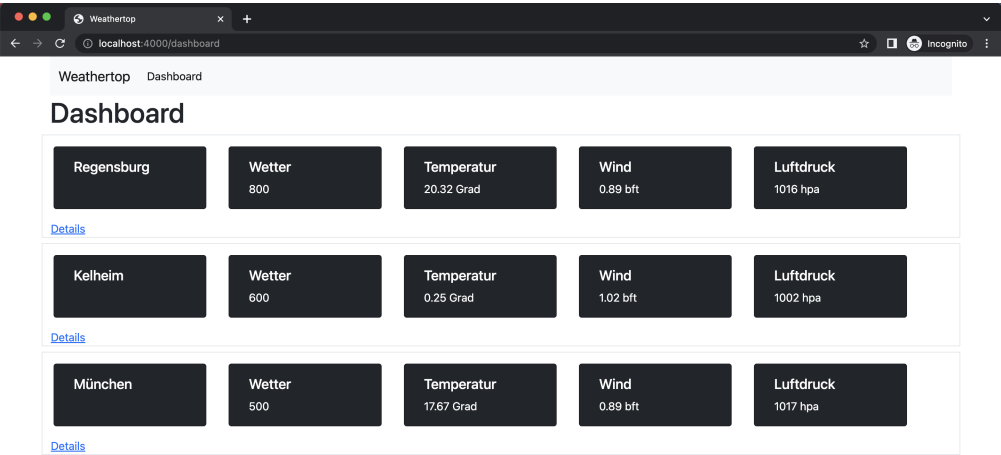 Weathertop
localhost:4000/dashboard
Incognito
Weathertop Dashboard
Dashboard
Regensburg Wetter Temperatur Wind Luftdruck
800 20.32 Grad 0.89 bft 1016 hpa
Details
Kelheim Wetter Temperatur Wind Luftdruck
600 0.25 Grad 1.02 bft 1002 hpa
Details
München Wetter Temperatur Wind Luftdruck
500 17.67 Grad 0.89 bft 1017 hpa
Details